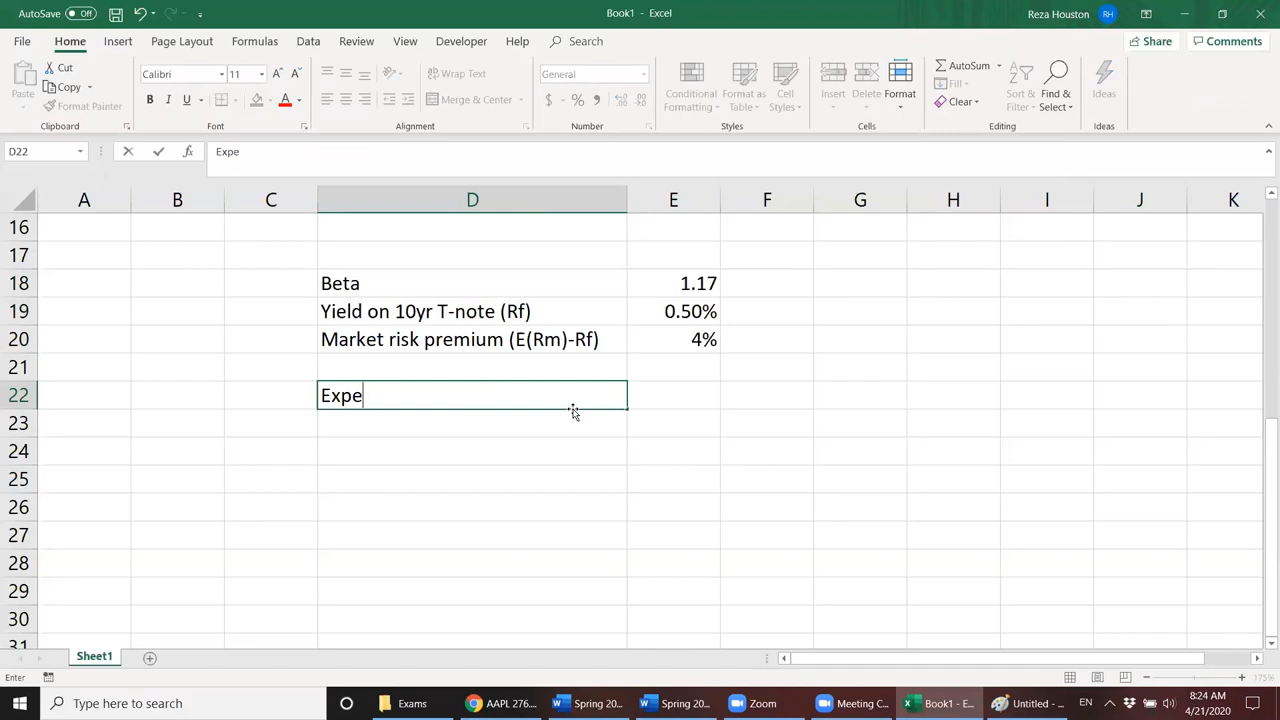 AutoSave Off Book1 - Excel Reza Houston RH
File Home Insert Page Layout Formulas Data Review View Developer Help Search Share Comments
Paste Cut Copy Format Painter Clipboard
Calibri 11 B I U Font
Wrap Text Merge & Center Alignment
General $ % , Number
Conditional Formatting Format as Table Cell Styles Styles
Insert Delete Format Cells
AutoSum Fill Clear Sort & Filter Find & Select Editing
Ideas Ideas
D22 fx Expe
A B C D E F G H I J K
16
17
18 Beta 1.17
19 Yield on 10yr T-note (Rf) 0.50%
20 Market risk premium (E(Rm)-Rf) 4%
21
22 Expe
23
24
25
26
27
28
29
30
31
Sheet1
Enter 175%
Type here to search Exams AAPL 276.... Spring 20... Spring 20... Zoom Meeting C... Book1 - E... Untitled - ... EN 8:24 AM
4/21/2020